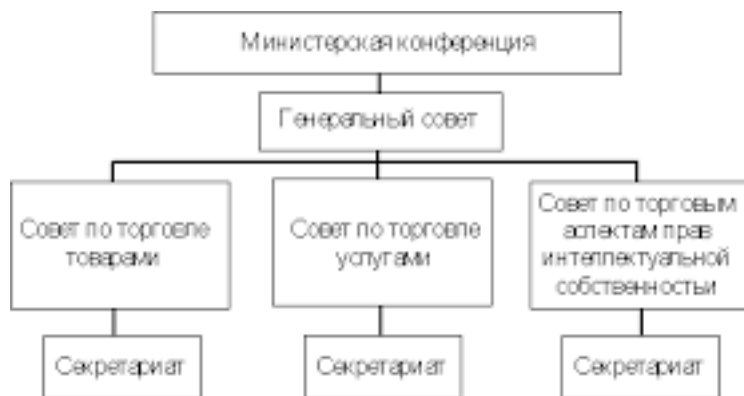 Министерская конференция
Генеральный совет
Совет по торговле
товарами
Совет по торговле
услугами
Совет по торговым
аспектам прав
интеллектуальной
собственностьи
Секретариат
Секретариат
Секретариат